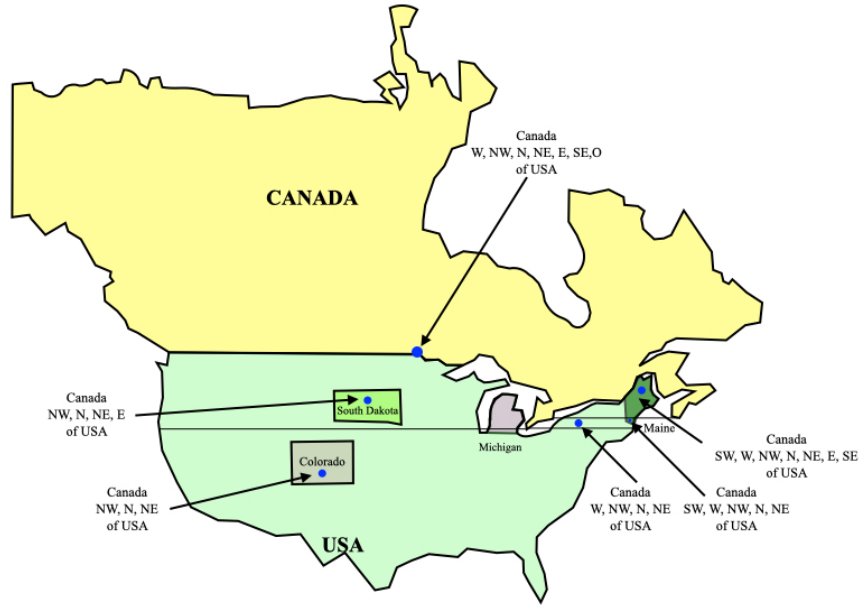 Canada
W, NW, N, NE, E, SE,O
of USA
CANADA
Canada
NW, N, NE, E
of USA
South Dakota
Michigan
Maine
Colorado
Canada
SW, W, NW, N, NE, E, SE
of USA
Canada
NW, N, NE
of USA
Canada
W, NW, N, NE
of USA
Canada
SW, W, NW, N, NE
of USA
USA